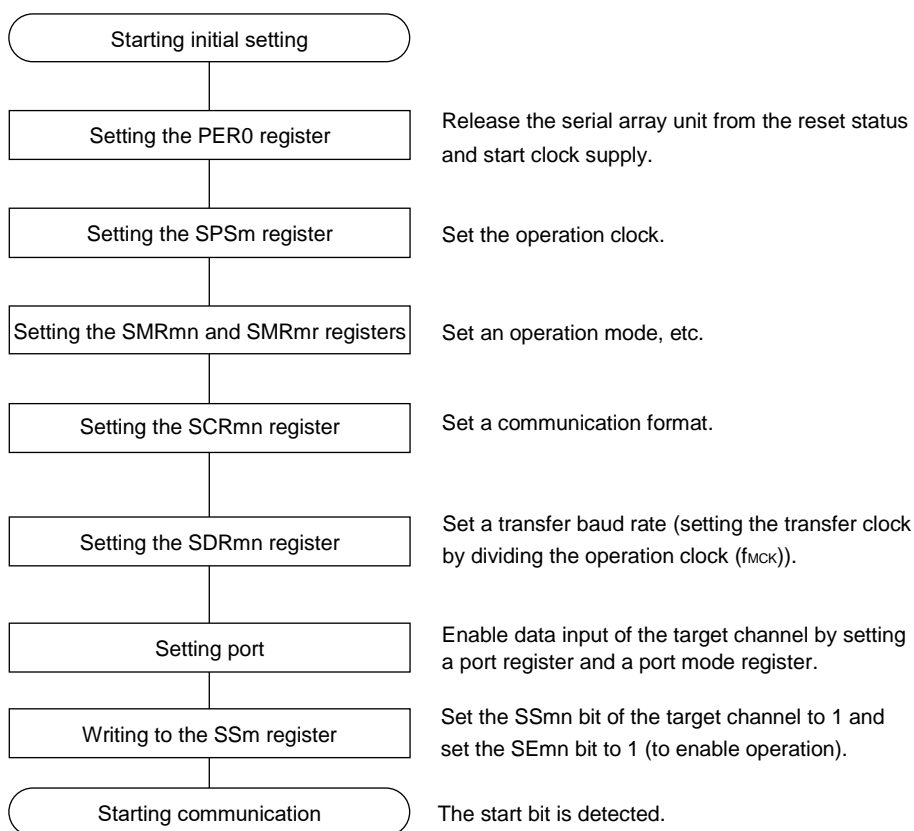 Starting initial setting
Setting the PER0 register
Release the serial array unit from the reset status
and start clock supply.
Setting the SPSm register
Set the operation clock.
Setting the SMRmn and SMRmr registers
Set an operation mode, etc.
Setting the SCRmn register
Set a communication format.
Setting the SDRmn register
Set a transfer baud rate (setting the transfer clock
by dividing the operation clock (fMCK)).
Setting port
Enable data input of the target channel by setting
a port register and a port mode register.
Writing to the SSm register
Set the SSmn bit of the target channel to 1 and
set the SEmn bit to 1 (to enable operation).
Starting communication
The start bit is detected.